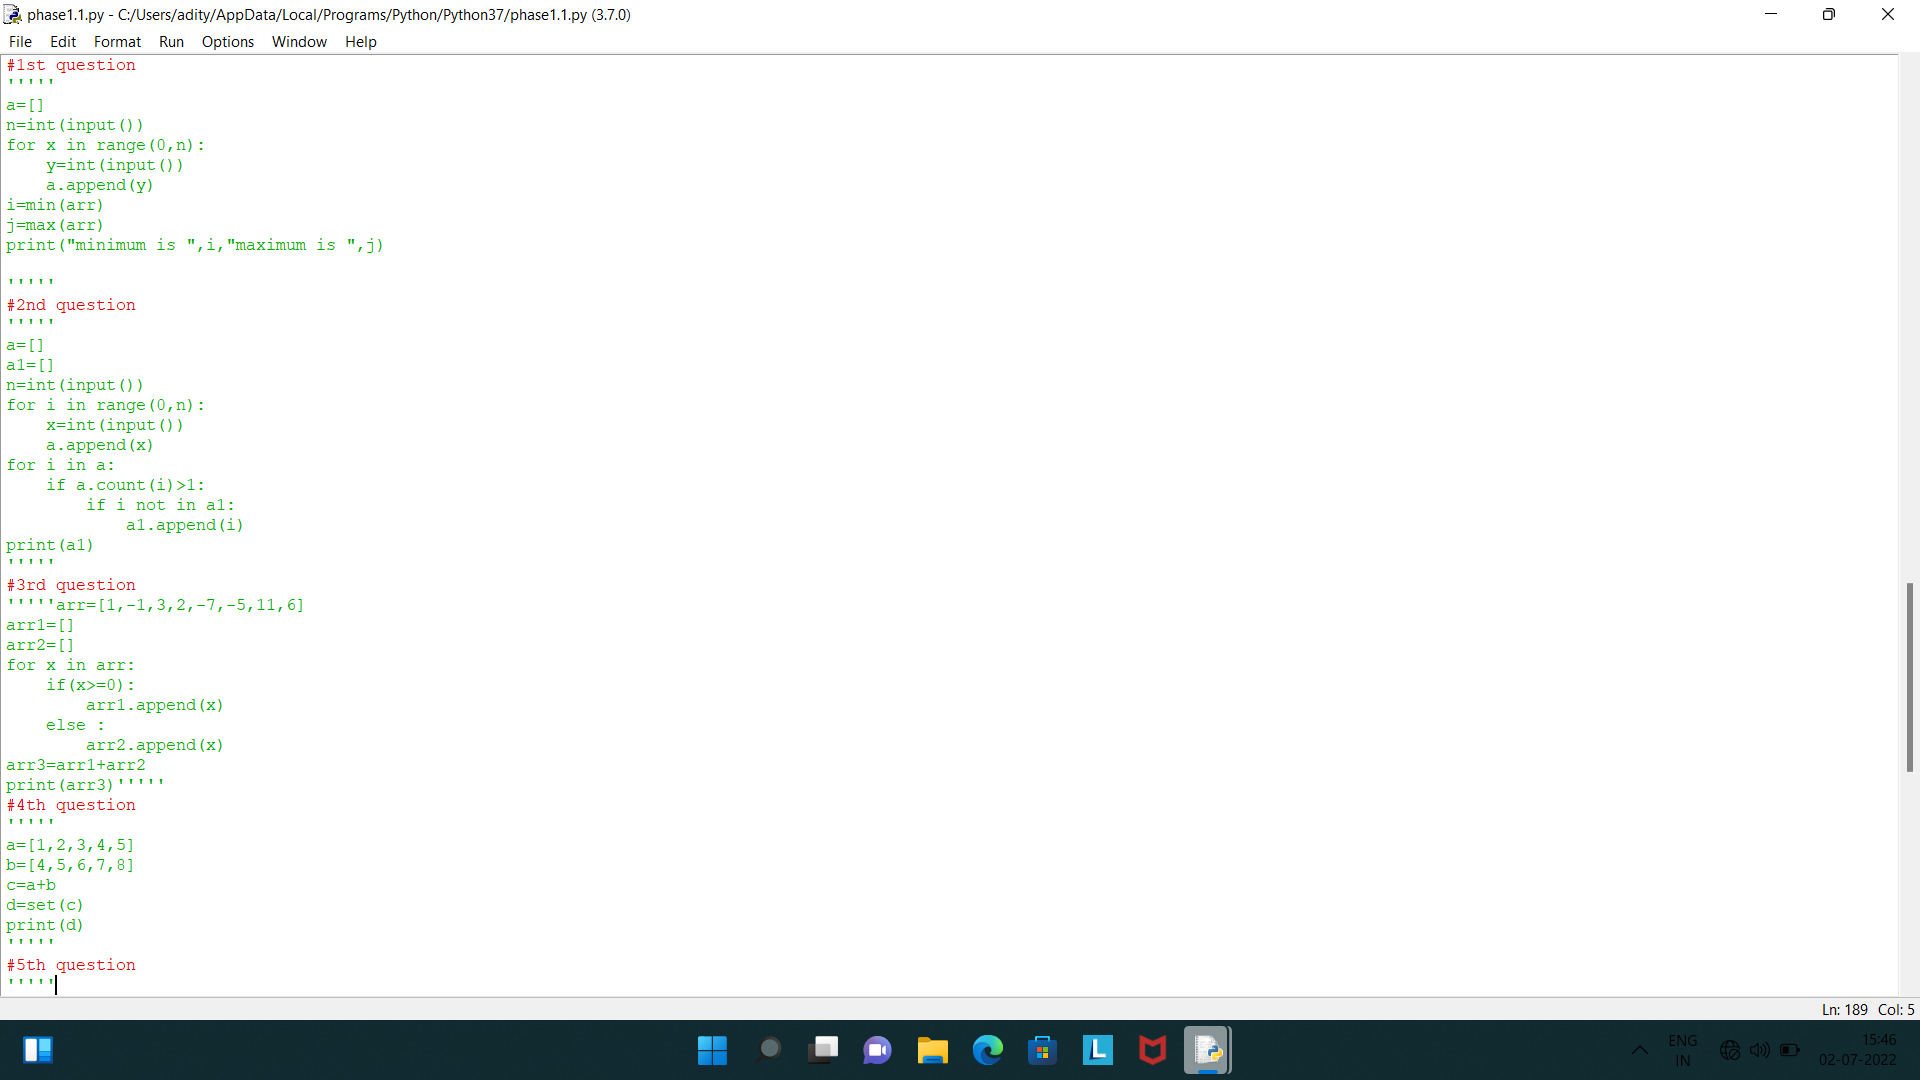 phase1.1.py - C:/Users/adity/AppData/Local/Programs/Python/Python37/phase1.1.py (3.7.0)
File Edit Format Run Options Window Help
#1st question
'''''
a=[]
n=int(input())
for x in range(0,n):
    y=int(input())
    a.append(y)
i=min(arr)
j=max(arr)
print("minimum is ",i,"maximum is ",j)

'''''
#2nd question
'''''
a=[]
a1=[]
n=int(input())
for i in range(0,n):
    x=int(input())
    a.append(x)
for i in a:
    if a.count(i)>1:
        if i not in a1:
            a1.append(i)
print(a1)
'''''
#3rd question
'''''arr=[1,-1,3,2,-7,-5,11,6]
arr1=[]
arr2=[]
for x in arr:
    if(x>=0):
        arr1.append(x)
    else :
        arr2.append(x)
arr3=arr1+arr2
print(arr3)'''''
#4th question
'''''
a=[1,2,3,4,5]
b=[4,5,6,7,8]
c=a+b
d=set(c)
print(d)
'''''
#5th question
'''''
Ln: 189 Col: 5
L
ENG
IN
15:46
02-07-2022